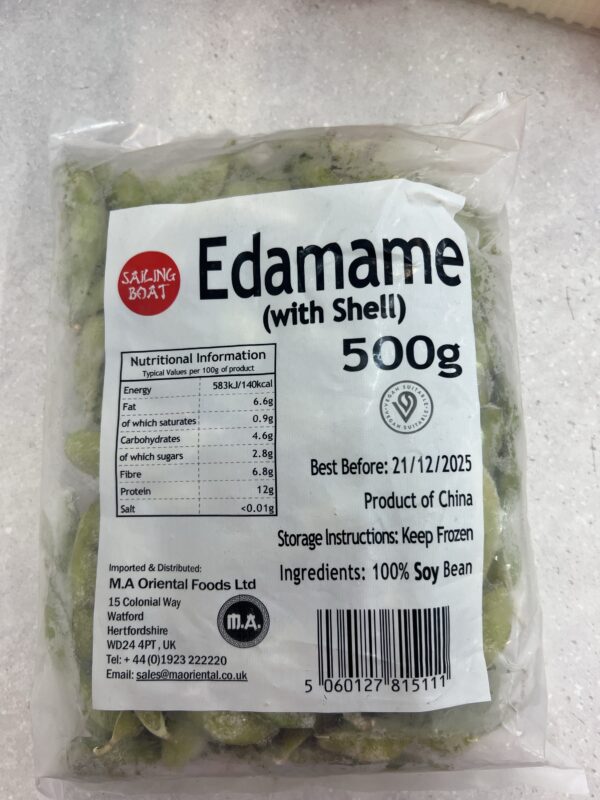 SAILING
BOAT
Edamame
(with Shell)
500g
Nutritional Information
Typical Values per 100g of product
Energy 583kJ/140kcal
Fat 6.6g
of which saturates 0.9g
Carbohydrates 4.6g
of which sugars 2.8g
Fibre 6.8g
Protein 12g
Salt <0.01g
VEGAN SUITABLE
Best Before: 21/12/2025
Product of China
Storage Instructions: Keep Frozen
Ingredients: 100% Soy Bean
Imported & Distributed:
M.A Oriental Foods Ltd
15 Colonial Way
Watford
Hertfordshire
WD24 4PT , UK
Tel: + 44 (0)1923 222220
Email: sales@maoriental.co.uk
M.A.
5 060127 815111